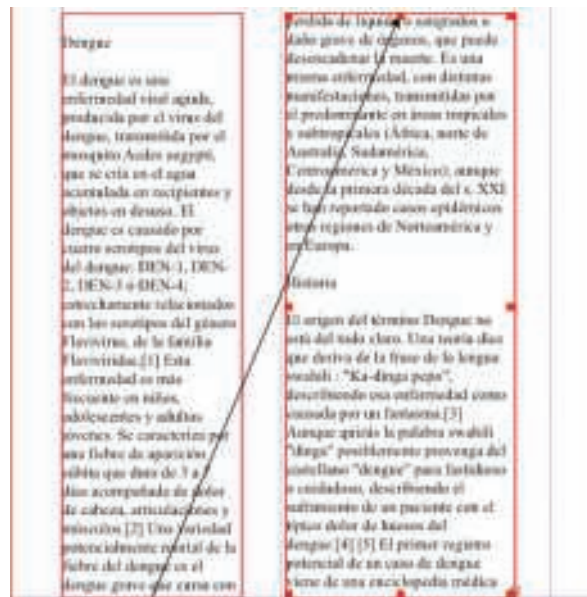 Dengue
El dengue es una
enfermedad viral aguda,
producida por el virus del
dengue, transmitida por el
mosquito Aedes aegypti,
que se cría en el agua
acumulada en recipientes y
objetos en desuso. El
dengue es causado por
cuatro serotipos del virus
del dengue: DEN-1, DEN-
2, DEN-3 o DEN-4;
estrechamente relacionados
con los serotipos del género
Flavivirus, de la familia
Flaviviridae.[1] Esta
enfermedad es más
frecuente en niños,
adolescentes y adultos
jóvenes. Se caracteriza por
una fiebre de aparición
súbita que dura de 3 a 7
días acompañada de dolor
de cabeza, articulaciones y
músculos.[2] Una variedad
potencialmente mortal de la
fiebre del dengue es el
dengue grave que cursa con
pérdida de líquido o sangrados o
daño grave de órganos, que puede
desencadenar la muerte. Es una
misma enfermedad, con distintas
manifestaciones, transmitidas por
el predominante en áreas tropicales
y subtropicales (África, norte de
Australia, Sudamérica,
Centroamérica y México); aunque
desde la primera década del s. XXI
se han reportado casos epidémicos
otras regiones de Norteamérica y
en Europa.
Historia
El origen del término Dengue no
está del todo claro. Una teoría dice
que deriva de la frase de la lengua
swahili : "Ka-dinga pepo",
describiendo esa enfermedad como
causada por un fantasma.[3]
Aunque quizás la palabra swahili
"dinga" posiblemente provenga del
castellano "dengue" para fastidioso
o cuidadoso, describiendo el
sufrimiento de un paciente con el
típico dolor de huesos del
dengue.[4] [5] El primer registro
potencial de un caso de dengue
viene de una enciclopedia médica